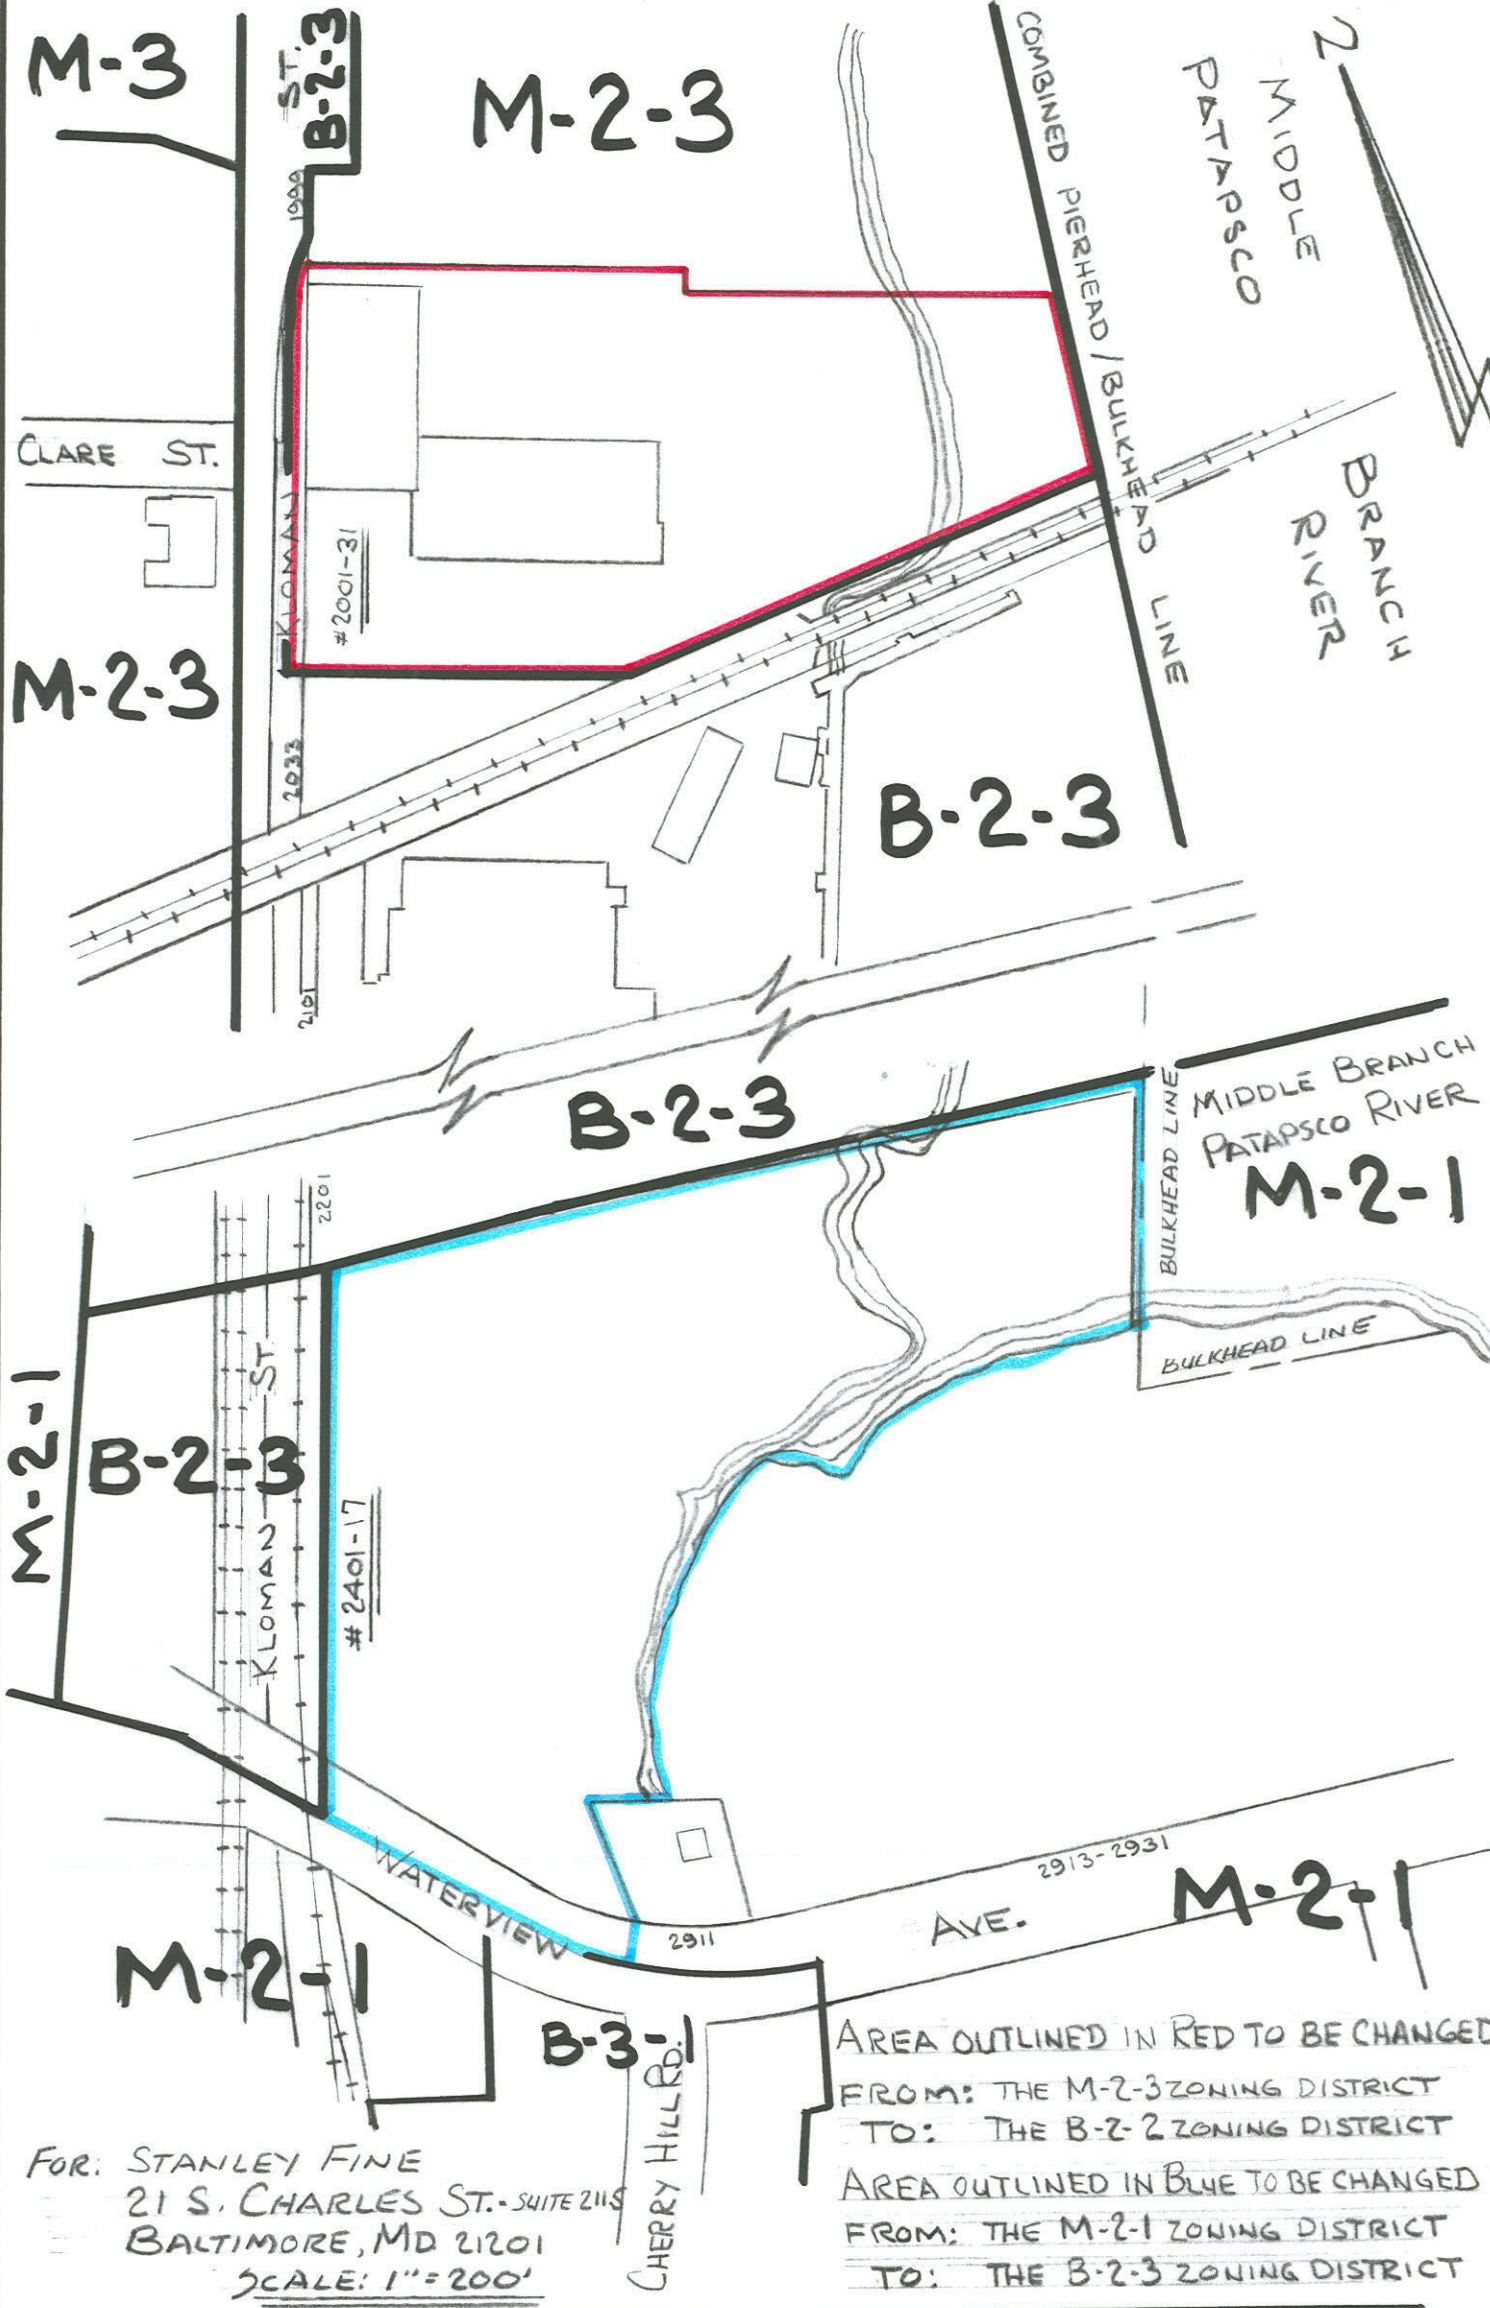 M-3
ST.
B-2-3
M-2-3
1999
COMBINED PIERHEAD/BULKHEAD LINE
MIDDLE
PATAPSCO
BRANCH
RIVER
CLARE ST.
KLOMAN
#2001-31
M-2-3
2033
B-2-3
2101
B-2-3
MIDDLE BRANCH
PATAPSCO RIVER
BULKHEAD LINE
M-2-1
2201
BULKHEAD LINE
M-2-1
B-2-3
KLOMAN ST.
#2401-17
WATERVIEW AVE.
2913-2931
M-2-1
2911
M-2-1
B-3-1
CHERRY HILL RD.
AREA OUTLINED IN RED TO BE CHANGED
FROM: THE M-2-3 ZONING DISTRICT
TO: THE B-2-2 ZONING DISTRICT
AREA OUTLINED IN BLUE TO BE CHANGED
FROM: THE M-2-1 ZONING DISTRICT
TO: THE B-2-3 ZONING DISTRICT
FOR: STANLEY FINE
21 S. CHARLES ST.-SUITE 2115
BALTIMORE, MD 21201
SCALE: 1"=200'